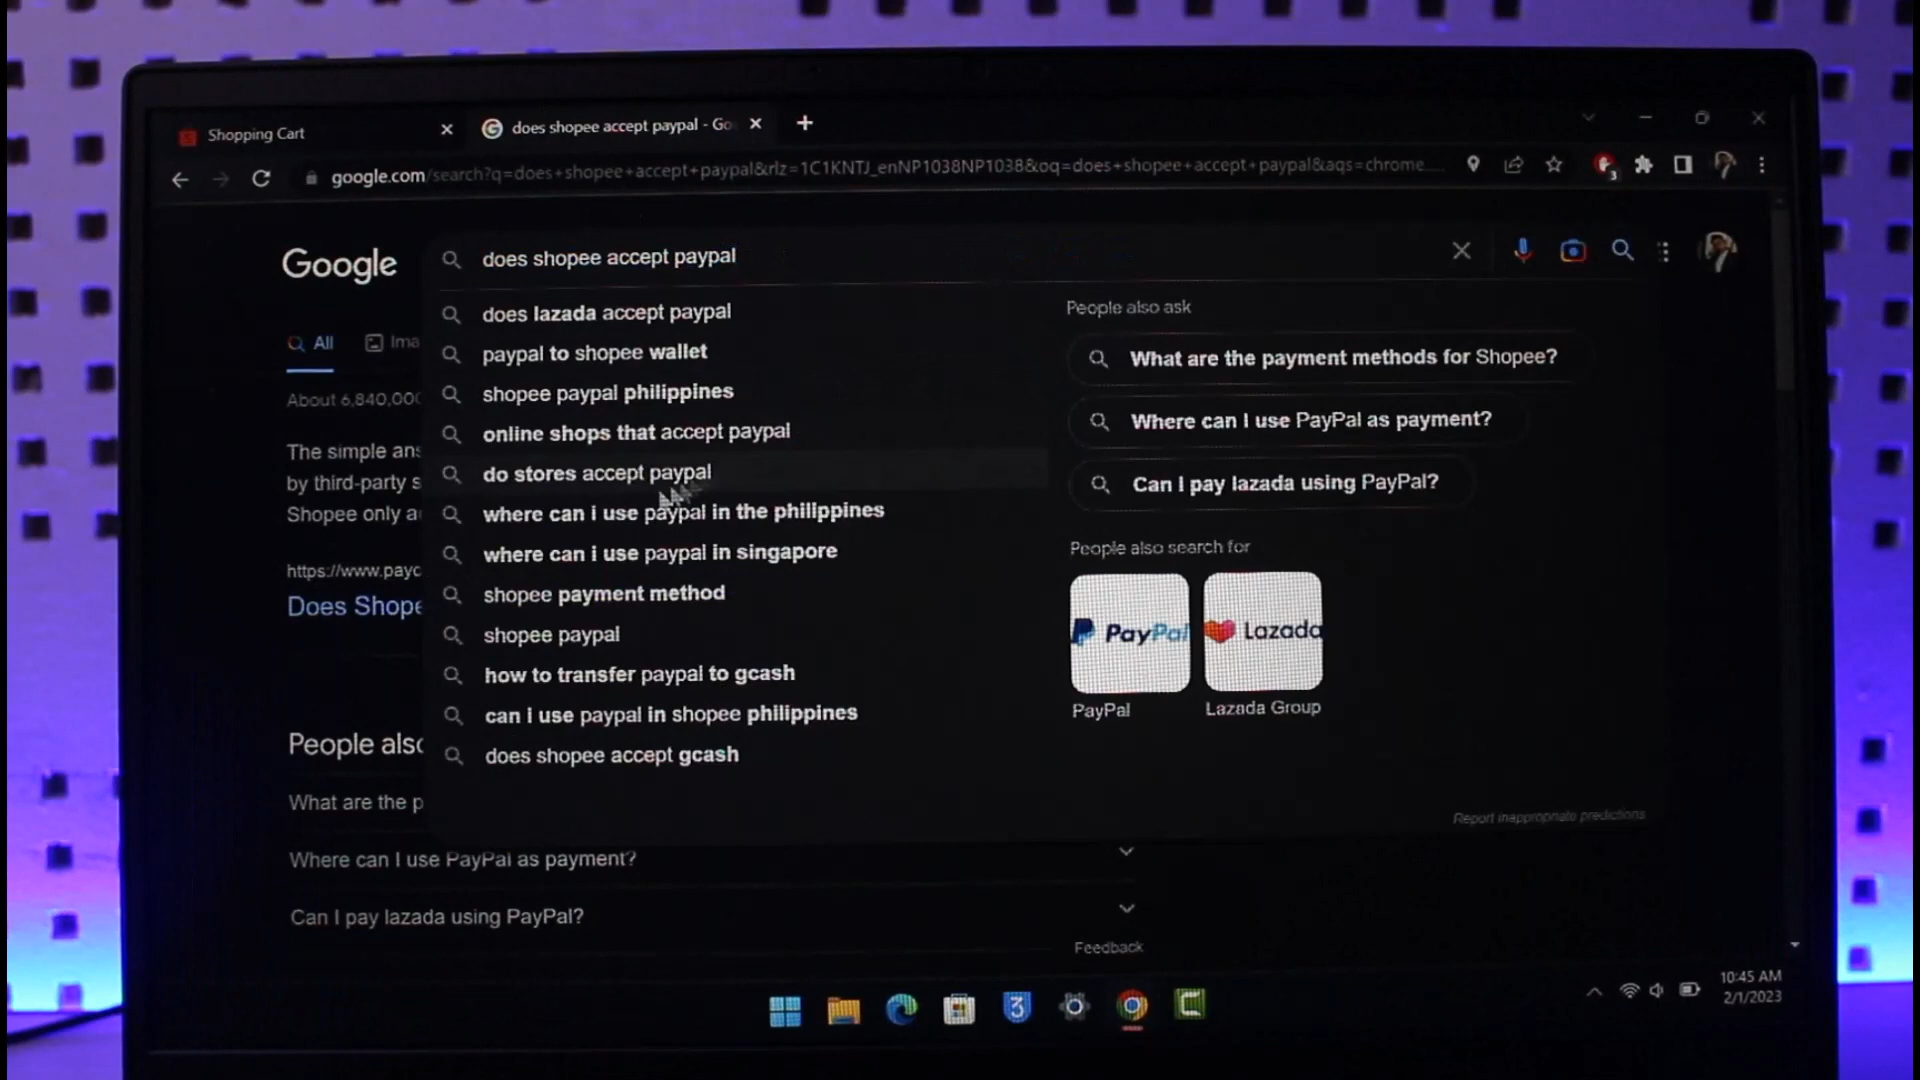 Shopping Cart
does shopee accept paypal - Go
google.com/search?q=does+shopee+accept+paypal&rlz=1C1KNTJ_enNP1038NP1038&oq=does+shopee+accept+paypal&aqs=chrome....
3
Google
does shopee accept paypal
All
Ima
About 6,840,000
The simple ans
by third-party s
Shopee only a
https://www.payc
Does Shope
People also
What are the p
does lazada accept paypal
paypal to shopee wallet
shopee paypal philippines
online shops that accept paypal
do stores accept paypal
where can i use paypal in the philippines
where can i use paypal in singapore
shopee payment method
shopee paypal
how to transfer paypal to gcash
can i use paypal in shopee philippines
does shopee accept gcash
People also ask
What are the payment methods for Shopee?
Where can I use PayPal as payment?
Can I pay lazada using PayPal?
People also search for
PayPal
Lazada
PayPal
Lazada Group
Report inappropriate predictions
Where can I use PayPal as payment?
Can I pay lazada using PayPal?
Feedback
3
10:45 AM
2/1/2023